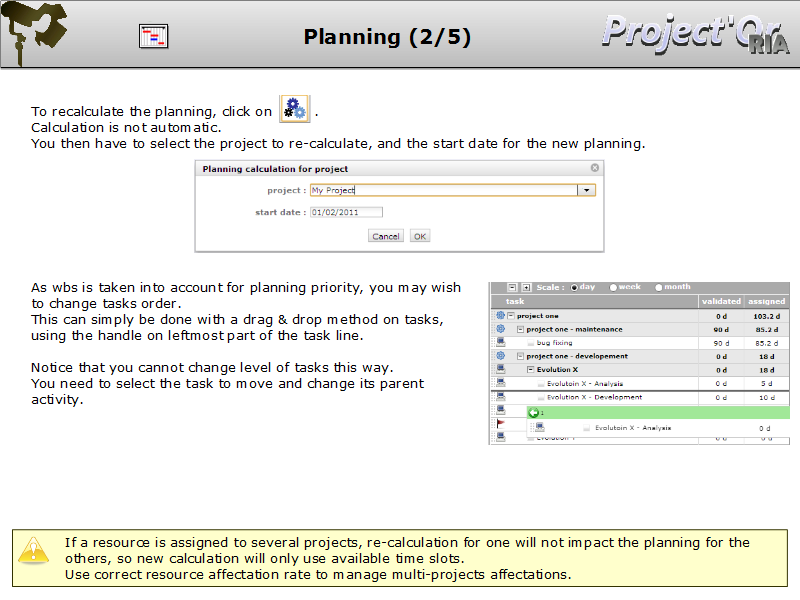 Planning (2/5)
Project'Or
RIA
To recalculate the planning, click on .
Calculation is not automatic.
You then have to select the project to re-calculate, and the start date for the new planning.
Planning calculation for project
project : My Project
start date : 01/02/2011
Cancel OK
As wbs is taken into account for planning priority, you may wish
to change tasks order.
This can simply be done with a drag & drop method on tasks,
using the handle on leftmost part of the task line.
Notice that you cannot change level of tasks this way.
You need to select the task to move and change its parent
activity.
Scale : day week month
task validated assigned
project one 0 d 103.2 d
project one - maintenance 90 d 85.2 d
bug fixing 90 d 85.2 d
project one - developement 0 d 18 d
Evolution X 0 d 18 d
Evolutoin X - Analysis 0 d 5 d
Evolution X - Development 0 d 10 d
1
Evolutoin X - Analysis 0 d
If a resource is assigned to several projects, re-calculation for one will not impact the planning for the
others, so new calculation will only use available time slots.
Use correct resource affectation rate to manage multi-projects affectations.